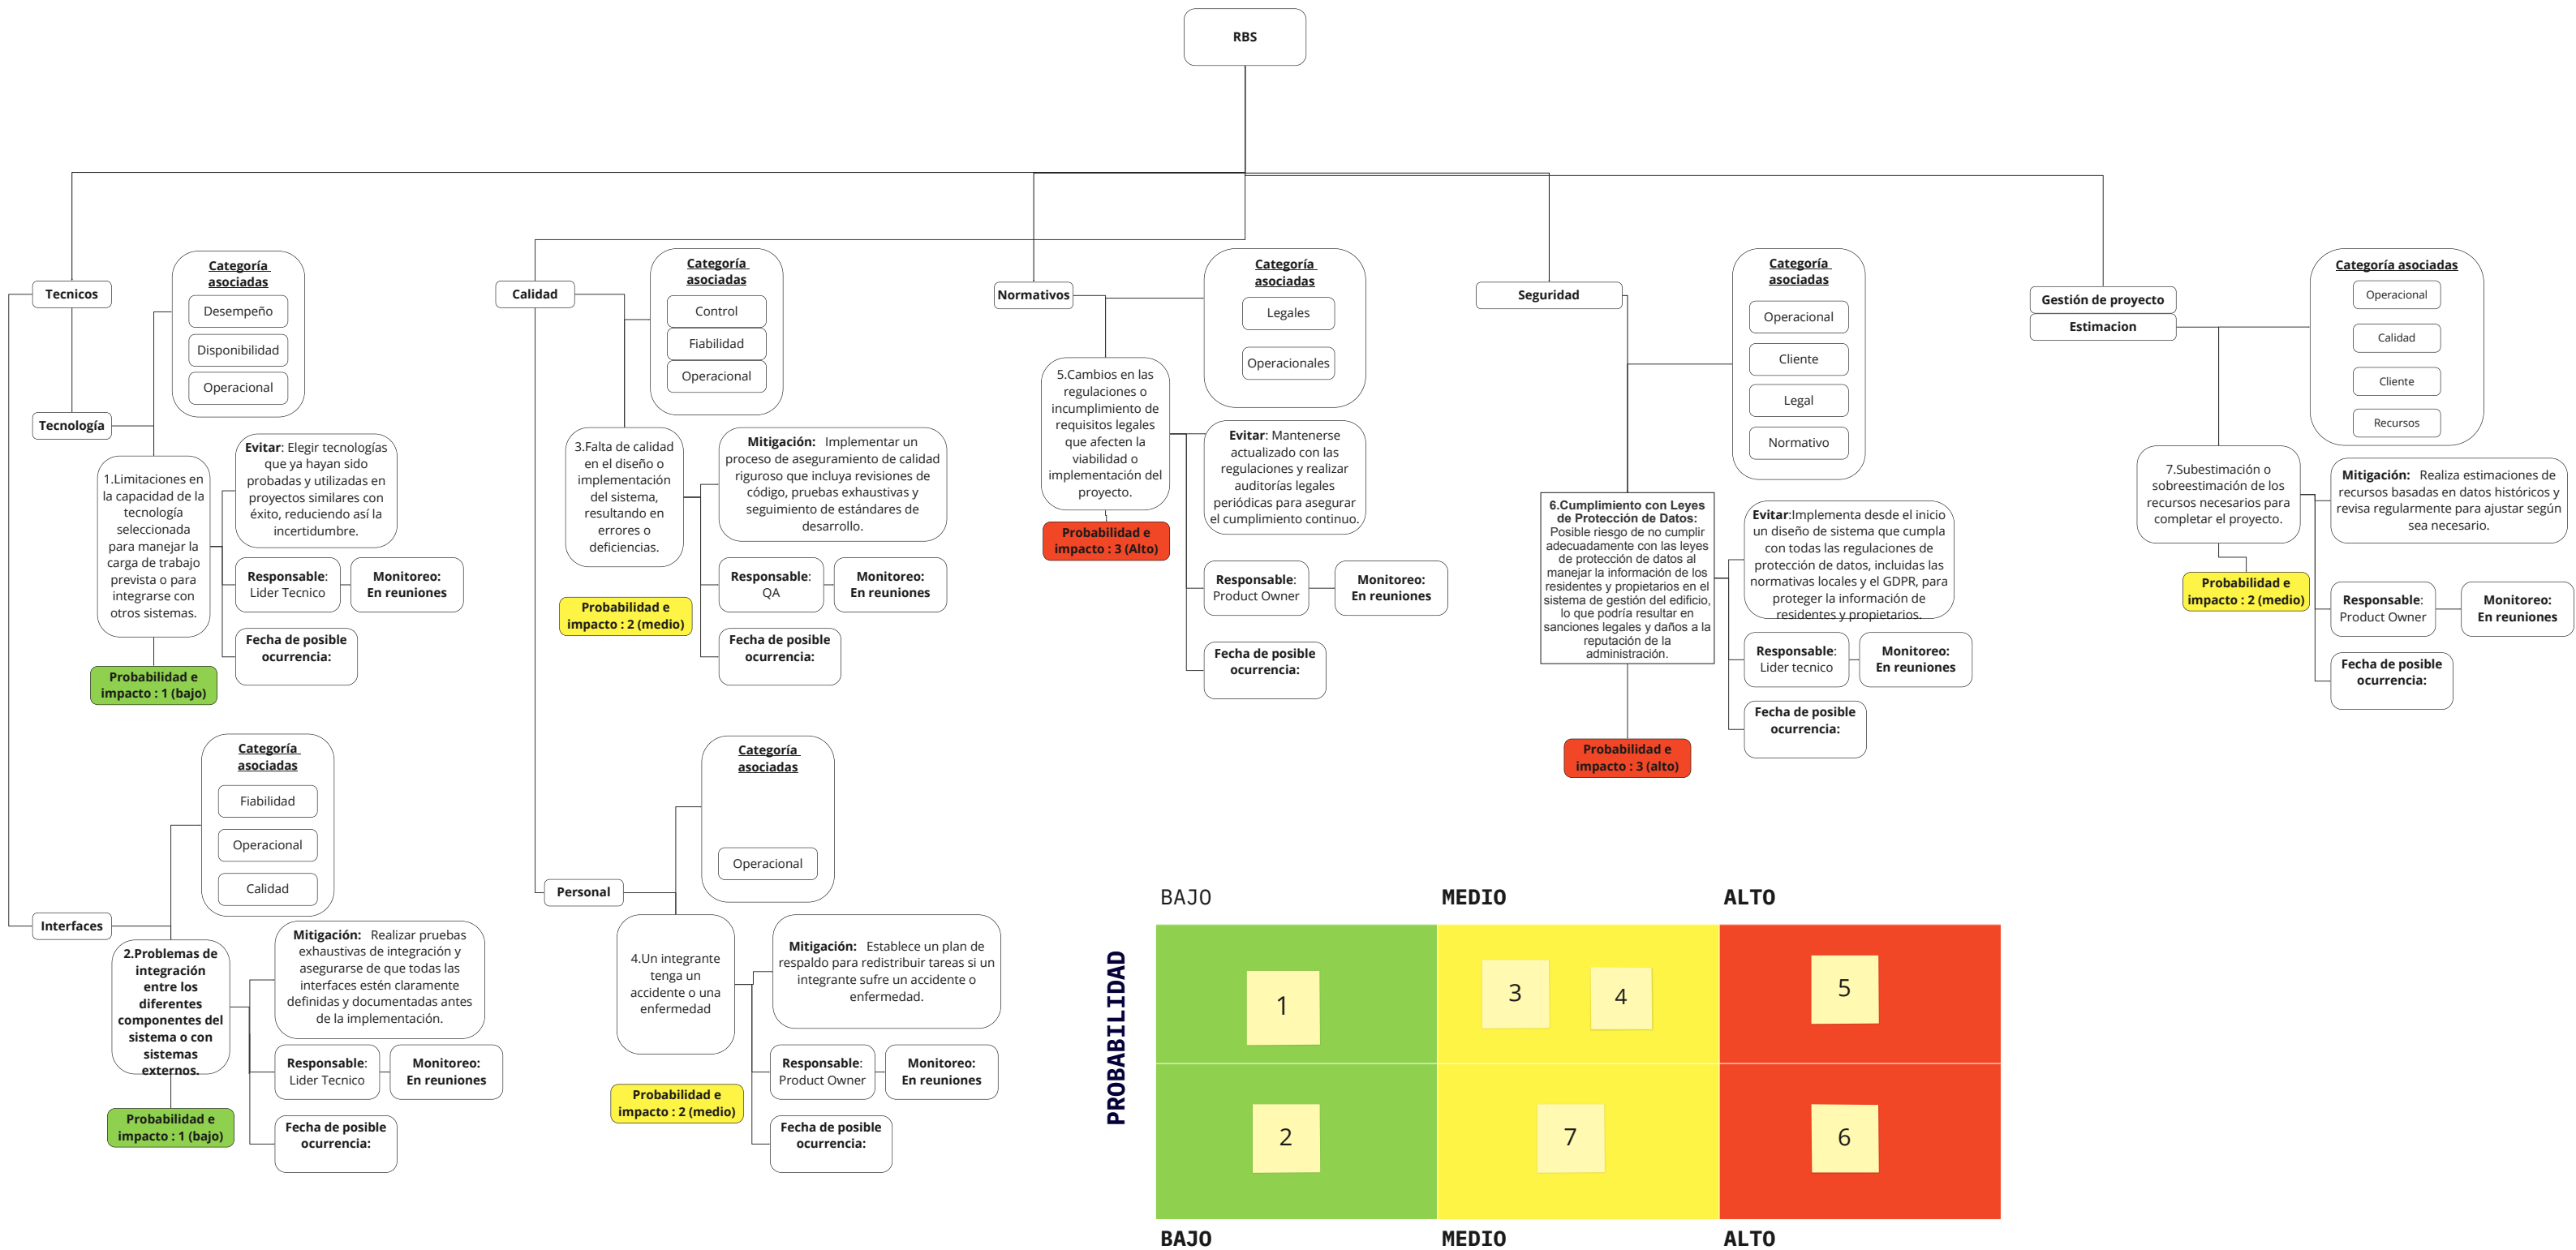 RBS
Tecnicos
Categoría
asociadas
Desempeño
Disponibilidad
Operacional
Tecnología
1.Limitaciones en
la capacidad de la
tecnología
seleccionada
para manejar la
carga de trabajo
prevista o para
integrarse con
otros sistemas.
Evitar: Elegir tecnologías
que ya hayan sido
probadas y utilizadas en
proyectos similares con
éxito, reduciendo así la
incertidumbre.
Responsable:
Lider Tecnico
Monitoreo:
En reuniones
Fecha de posible
ocurrencia:
Probabilidad e
impacto : 1 (bajo)
Categoría
asociadas
Fiabilidad
Operacional
Calidad
Interfaces
2.Problemas de
integración
entre los
diferentes
componentes del
sistema o con
sistemas
externos.
Mitigación: Realizar pruebas
exhaustivas de integración y
asegurarse de que todas las
interfaces estén claramente
definidas y documentadas antes
de la implementación.
Responsable:
Lider Tecnico
Monitoreo:
En reuniones
Fecha de posible
ocurrencia:
Probabilidad e
impacto : 1 (bajo)
Calidad
Categoría
asociadas
Control
Fiabilidad
Operacional
3.Falta de calidad
en el diseño o
implementación
del sistema,
resultando en
errores o
deficiencias.
Mitigación: Implementar un
proceso de aseguramiento de calidad
riguroso que incluya revisiones de
código, pruebas exhaustivas y
seguimiento de estándares de
desarrollo.
Responsable:
QA
Monitoreo:
En reuniones
Probabilidad e
impacto : 2 (medio)
Fecha de posible
ocurrencia:
Categoría
asociadas
Operacional
Personal
4.Un integrante
tenga un
accidente o una
enfermedad
Mitigación: Establece un plan de
respaldo para redistribuir tareas si un
integrante sufre un accidente o
enfermedad.
Responsable:
Product Owner
Monitoreo:
En reuniones
Probabilidad e
impacto : 2 (medio)
Fecha de posible
ocurrencia:
Normativos
Categoría
asociadas
Legales
Operacionales
5.Cambios en las
regulaciones o
incumplimiento de
requisitos legales
que afecten la
viabilidad o
implementación del
proyecto.
Evitar: Mantenerse
actualizado con las
regulaciones y realizar
auditorías legales
periódicas para asegurar
el cumplimiento continuo.
Probabilidad e
impacto : 3 (Alto)
Responsable:
Product Owner
Monitoreo:
En reuniones
Fecha de posible
ocurrencia:
Seguridad
Categoría
asociadas
Operacional
Cliente
Legal
Normativo
6.Cumplimiento con Leyes
de Protección de Datos:
Posible riesgo de no cumplir
adecuadamente con las leyes
de protección de datos al
manejar la información de los
residentes y propietarios en el
sistema de gestión del edificio,
lo que podría resultar en
sanciones legales y daños a la
reputación de la
administración.
Evitar:Implementa desde el inicio
un diseño de sistema que cumpla
con todas las regulaciones de
protección de datos, incluidas las
normativas locales y el GDPR, para
proteger la información de
residentes y propietarios.
Responsable:
Lider tecnico
Monitoreo:
En reuniones
Fecha de posible
ocurrencia:
Probabilidad e
impacto : 3 (alto)
Gestión de proyecto
Estimacion
Categoría asociadas
Operacional
Calidad
Cliente
Recursos
7.Subestimación o
sobreestimación de los
recursos necesarios para
completar el proyecto.
Mitigación: Realiza estimaciones de
recursos basadas en datos históricos y
revisa regularmente para ajustar según
sea necesario.
Probabilidad e
impacto : 2 (medio)
Responsable:
Product Owner
Monitoreo:
En reuniones
Fecha de posible
ocurrencia:
BAJO MEDIO ALTO
PROBABILIDAD
1 3 4 5
2 7 6
BAJO MEDIO ALTO